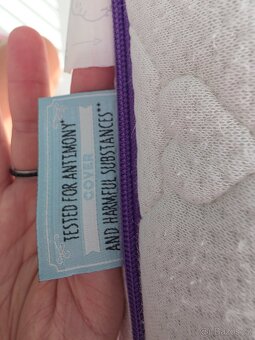 TESTED FOR ANTIMONY*
COVER
AND HARMFUL SUBSTANCES**